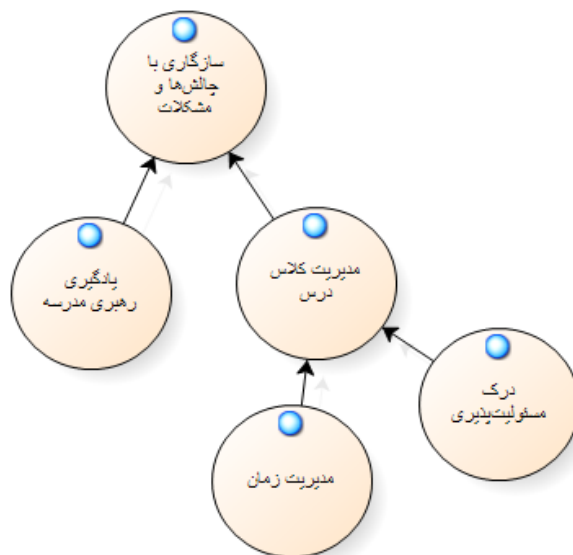 سازگاری با
چالش‌ها و
مشکلات
یادگیری
رهبری مدرسه
مدیریت کلاس
درس
درک
مسئولیت‌پذیری
مدیریت زمان